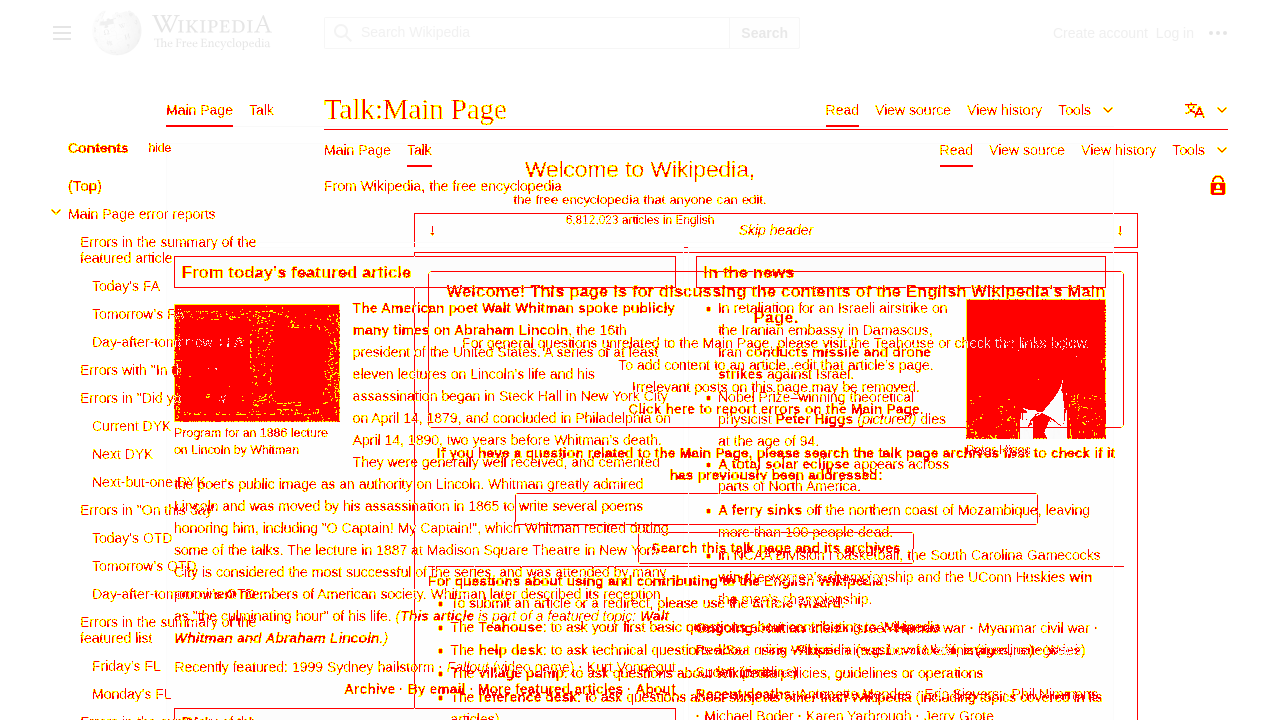 WIKIPEDIA
The Free Encyclopedia
Search Wikipedia
Search
Create account Log in
Main Page Talk
Talk:Main Page
Read View source View history Tools
Contents hide
Main Page Talk
Read View source View history Tools
Welcome to Wikipedia,
(Top)
From Wikipedia, the free encyclopedia
the free encyclopedia that anyone can edit.
Main Page error reports
6,812,023 articles in English
! Skip header !
Errors in the summary of the
featured article
From today's featured article
In the news
Welcome! This page is for discussing the contents of the English Wikipedia's Main
Page.
Today's FA
Tomorrow's FA
Day-after-tomorrow's FA
Errors with "In the
Errors in "Did you
Current DYK
Next DYK
Next-but-one DYK
Errors in "On this day"
Today's OTD
Tomorrow's OTD
Day-after-tomorrow's OTD
Errors in the summary of the
featured list
Friday's FL
Monday's FL
The American poet Walt Whitman spoke publicly
many times on Abraham Lincoln, the 16th
president of the United States. A series of at least
eleven lectures on Lincoln's life and his
assassination began in Steck Hall in New York City
on April 14, 1879, and concluded in Philadelphia on
April 14, 1890, two years before Whitman's death.
They were generally well received, and cemented
the poet's public image as an authority on Lincoln. Whitman greatly admired
Lincoln and was moved by his assassination in 1865 to write several poems
honoring him, including "O Captain! My Captain!", which Whitman recited during
some of the talks. The lecture in 1887 at Madison Square Theatre in New York
City is considered the most successful of the series, and was attended by many
prominent members of American society. Whitman later described its reception
as "the culminating hour" of his life. (This article is part of a featured topic: Walt
Whitman and Abraham Lincoln.)
Program for an 1886 lecture
on Lincoln by Whitman
Recently featured: 1999 Sydney hailstorm · Fallout (video game) · Kurt Vonnegut
Archive · By email · More featured articles · About
In retaliation for an Israeli airstrike on
the Iranian embassy in Damascus,
Iran conducts missile and drone
strikes against Israel.
Nobel Prize–winning theoretical
physicist Peter Higgs (pictured) dies
at the age of 94.
A total solar eclipse appears across
parts of North America.
A ferry sinks off the northern coast of Mozambique, leaving
more than 100 people dead.
In NCAA Division I basketball, the South Carolina Gamecocks
win the women's championship and the UConn Huskies win
the men's championship.
For general questions unrelated to the Main Page, please visit the Teahouse or check the links below.
To add content to an article, edit that article's page.
Irrelevant posts on this page may be removed.
Click here to report errors on the Main Page.
If you have a question related to the Main Page, please search the talk page archives first to check if it
has previously been addressed:
Search this talk page and its archives
For questions about using and contributing to the English Wikipedia:
To submit an article or a redirect, please use the Article wizard.
The Teahouse: to ask your first basic questions about contributing to Wikipedia
The help desk: to ask technical questions about using Wikipedia
The village pump: to ask questions about Wikipedia policies, guidelines or operations
The reference desk: to ask questions about subjects other than Wikipedia (including topics covered in its
articles)
war · Myanmar civil war ·
Recent deaths:
· Michael Boder · Karen Yarbrough · Jerry Grote